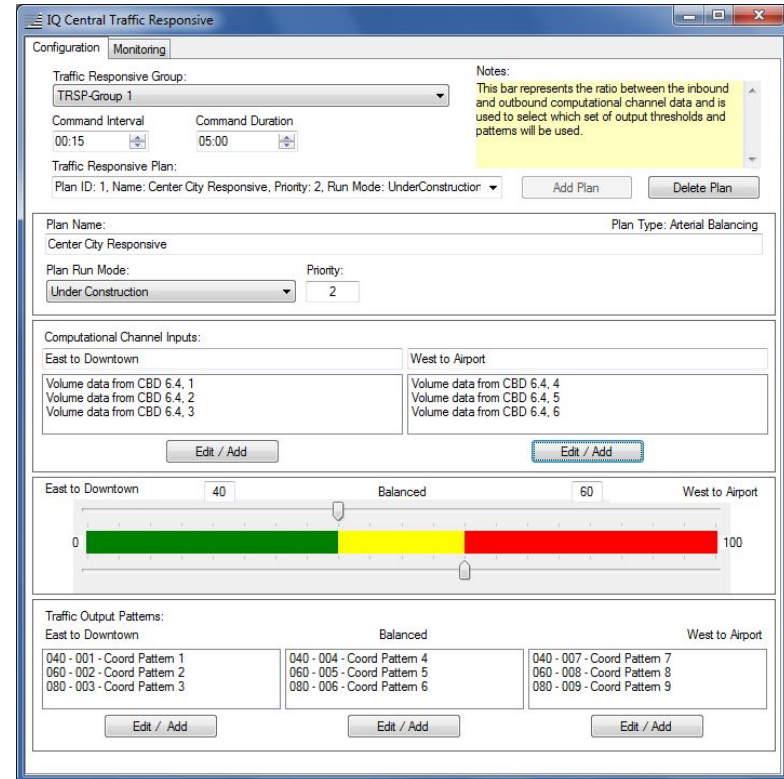 IQ Central Traffic Responsive
Configuration
Monitoring
Traffic Responsive Group:
TRSP-Group 1
Command Interval
Command Duration
00:15
05:00
Notes:
This bar represents the ratio between the inbound
and outbound computational channel data and is
used to select which set of output thresholds and
patterns will be used.
Traffic Responsive Plan:
Plan ID: 1, Name: Center City Responsive, Priority: 2, Run Mode: UnderConstruction
Add Plan
Delete Plan
Plan Name:
Plan Type: Arterial Balancing
Center City Responsive
Plan Run Mode:
Priority:
Under Construction
2
Computational Channel Inputs:
East to Downtown
West to Airport
Volume data from CBD 6.4, 1
Volume data from CBD 6.4, 2
Volume data from CBD 6.4, 3
Volume data from CBD 6.4, 4
Volume data from CBD 6.4, 5
Volume data from CBD 6.4, 6
Edit / Add
Edit / Add
East to Downtown
40
Balanced
60
West to Airport
0
100
Traffic Output Patterns:
East to Downtown
Balanced
West to Airport
040 - 001 - Coord Pattern 1
060 - 002 - Coord Pattern 2
080 - 003 - Coord Pattern 3
040 - 004 - Coord Pattern 4
060 - 005 - Coord Pattern 5
080 - 006 - Coord Pattern 6
040 - 007 - Coord Pattern 7
060 - 008 - Coord Pattern 8
080 - 009 - Coord Pattern 9
Edit / Add
Edit / Add
Edit / Add